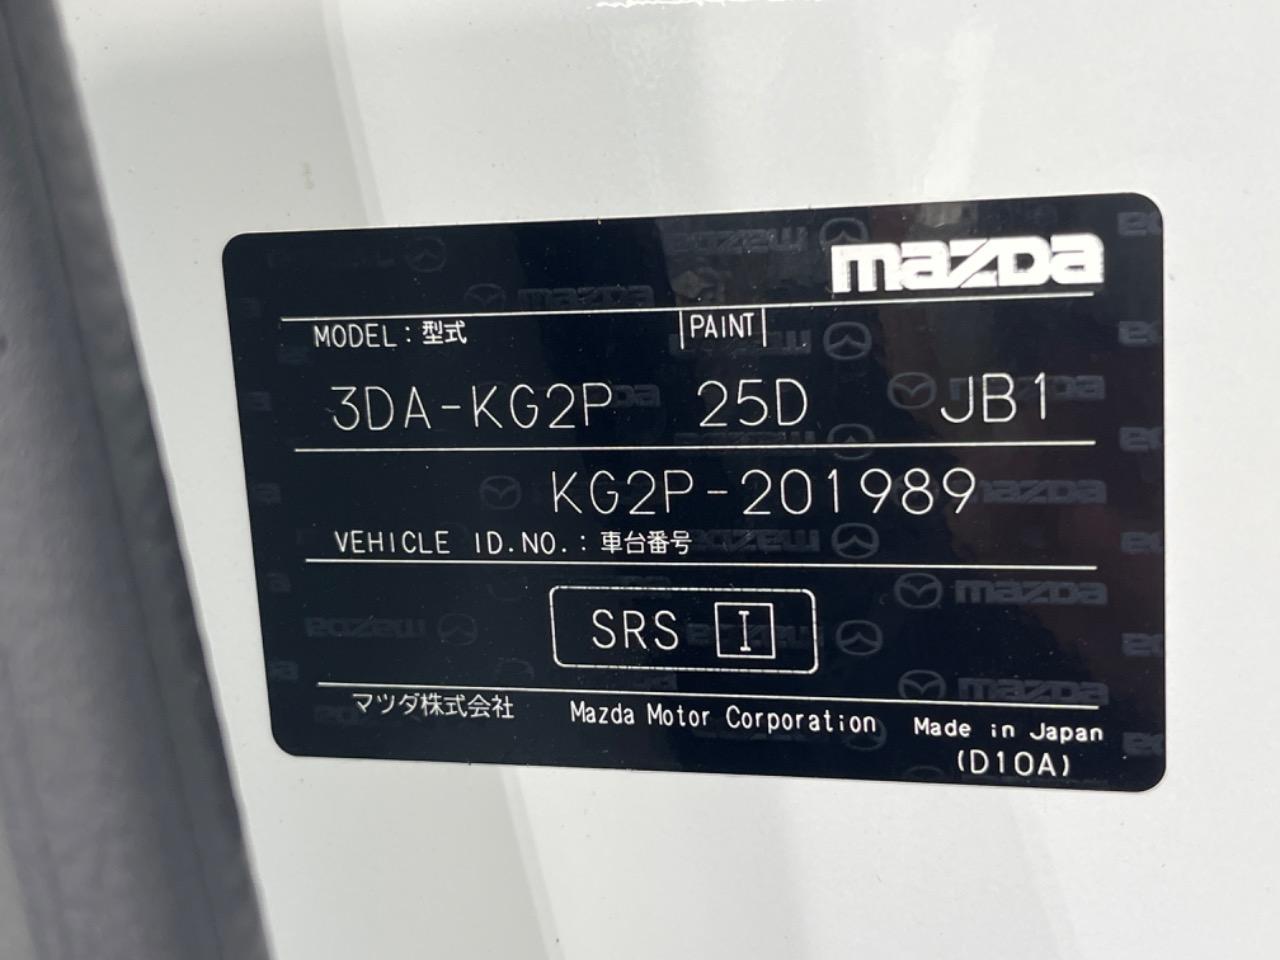 mazda
MODEL：型式 PAINT
3DA-KG2P 25D JB1
KG2P-201989
VEHICLE ID.NO.：車台番号
SRS I
マツダ株式会社 Mazda Motor Corporation Made in Japan
(D10A)